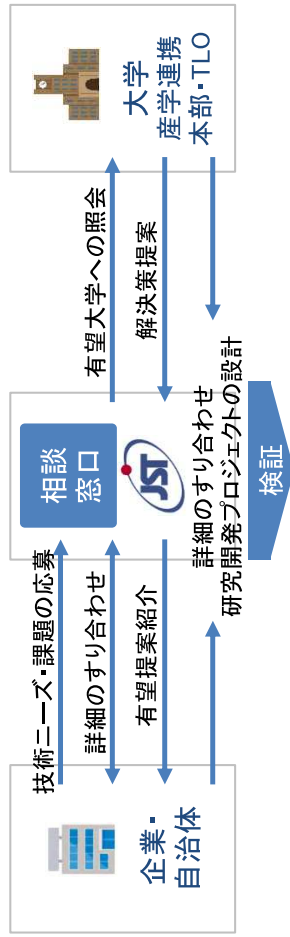 企業・
自治体
技術ニーズ・課題の応募
詳細のすり合わせ
有望提案紹介
相談
窓口
JST
有望大学への照会
解決策提案
大学
産学連携
本部・TLO
詳細のすり合わせ
研究開発プロジェクトの設計
検証